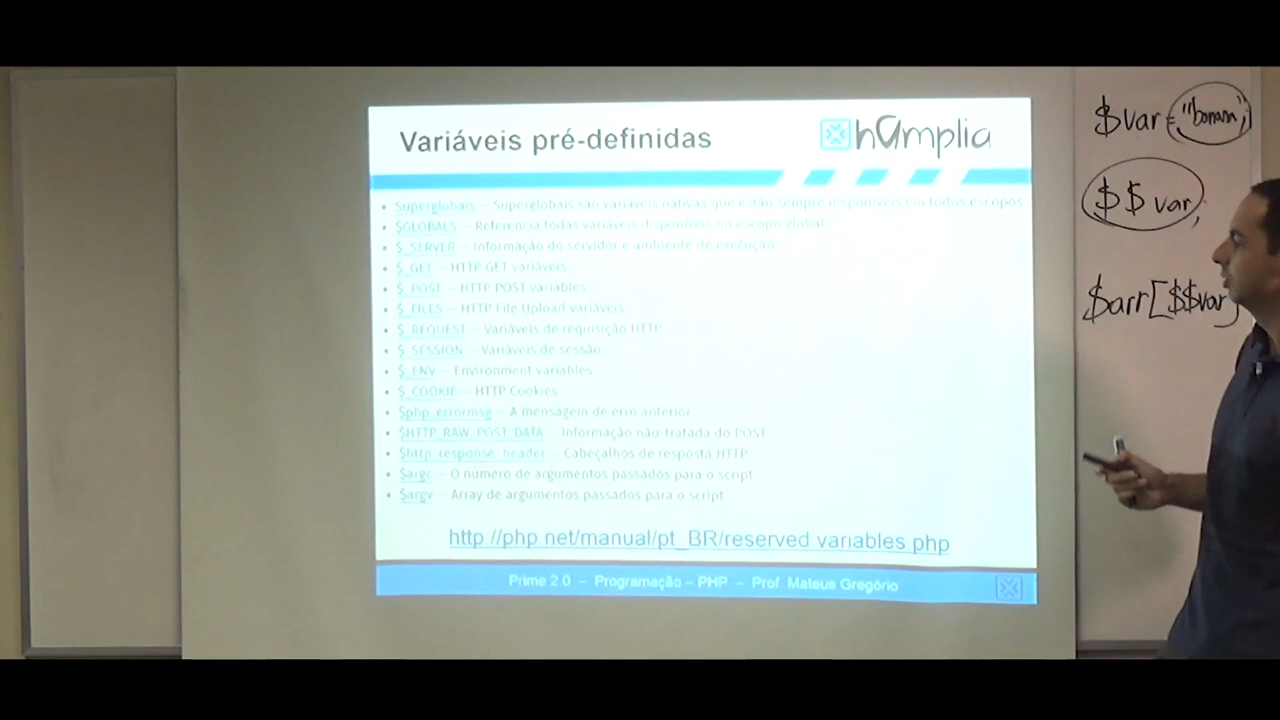 Variáveis pré-definidas
hamplia
• Superglobais — Superglobais são variáveis nativas que estão sempre disponíveis em todos escopos
• $GLOBALS — Referencia todas variáveis disponíveis no escopo global
• $_SERVER — Informação do servidor e ambiente de execução
• $_GET — HTTP GET variáveis
• $_POST — HTTP POST variables
• $_FILES — HTTP File Upload variáveis
• $_REQUEST — Variáveis de requisição HTTP
• $_SESSION — Variáveis de sessão
• $_ENV — Environment variables
• $_COOKIE — HTTP Cookies
• $php_errormsg — A mensagem de erro anterior
• $HTTP_RAW_POST_DATA — Informação não tratada do POST
• $http_response_header — Cabeçalhos de resposta HTTP
• $argc — O número de argumentos passados para o script
• $argv — Array de argumentos passados para o script
http://php.net/manual/pt_BR/reserved.variables.php
Prime 2.0 – Programação – PHP – Prof. Mateus Gregório
$var =
$$var;
$arr[$$var]